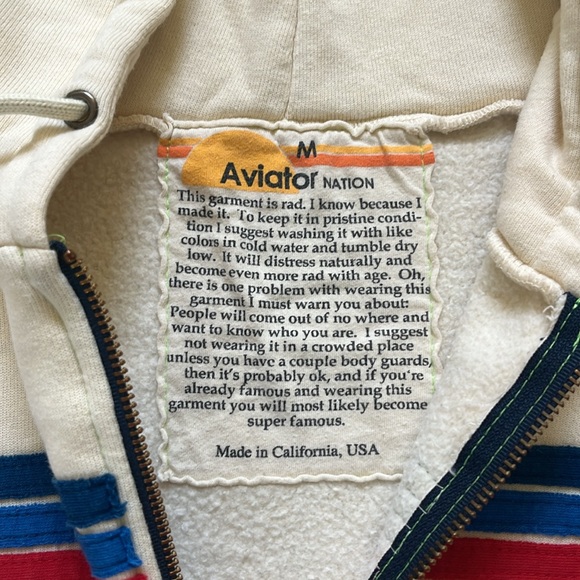 M
Aviator NATION
This garment is rad. I know because I
made it. To keep it in pristine condi-
tion I suggest washing it with like
colors in cold water and tumble dry
low. It will distress naturally and
become even more rad with age. Oh,
there is one problem with wearing this
garment I must warn you about:
People will come out of no where and
want to know who you are. I suggest
not wearing it in a crowded place
unless you have a couple body guards,
then it's probably ok, and if you're
already famous and wearing this
garment you will most likely become
super famous.
Made in California, USA